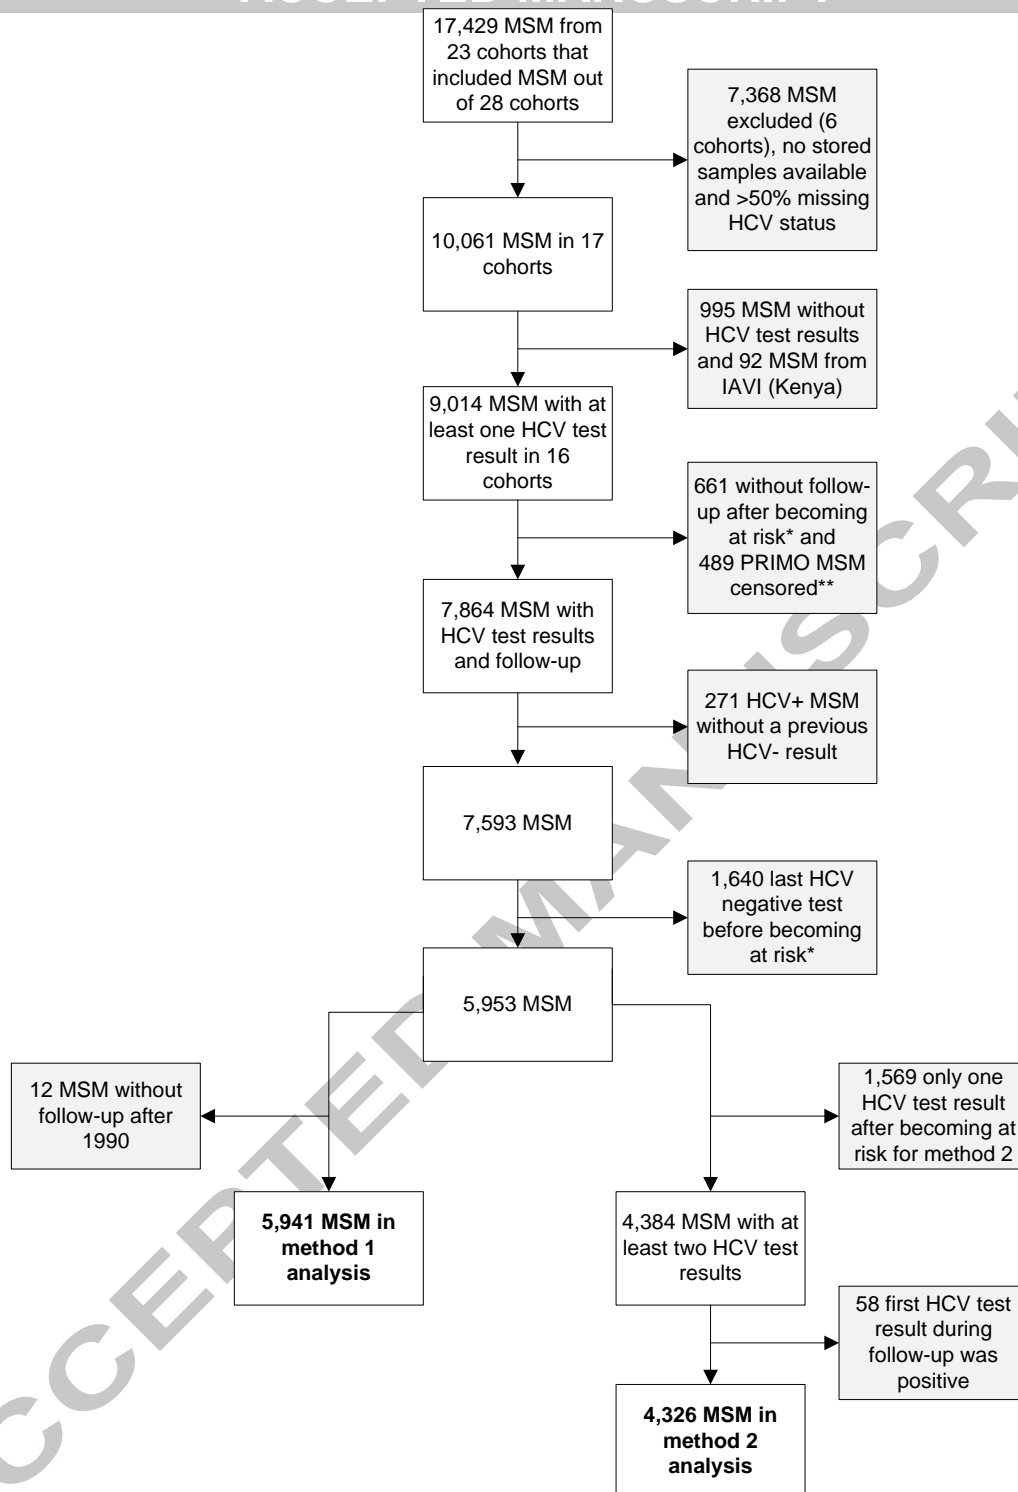 ACCEPTED MANUSCRIPT
17,429 MSM from
23 cohorts that
included MSM out
of 28 cohorts
7,368 MSM
excluded (6
cohorts), no stored
samples available
and >50% missing
HCV status
10,061 MSM in 17
cohorts
995 MSM without
HCV test results
and 92 MSM from
IAVI (Kenya)
9,014 MSM with at
least one HCV test
result in 16
cohorts
661 without follow-
up after becoming
at risk* and
489 PRIMO MSM
censored**
7,864 MSM with
HCV test results
and follow-up
271 HCV+ MSM
without a previous
HCV- result
7,593 MSM
1,640 last HCV
negative test
before becoming
at risk*
5,953 MSM
12 MSM without
follow-up after
1990
1,569 only one
HCV test result
after becoming at
risk for method 2
5,941 MSM in
method 1
analysis
4,384 MSM with at
least two HCV test
results
58 first HCV test
result during
follow-up was
positive
4,326 MSM in
method 2
analysis
CCEPTED MANUSCRI